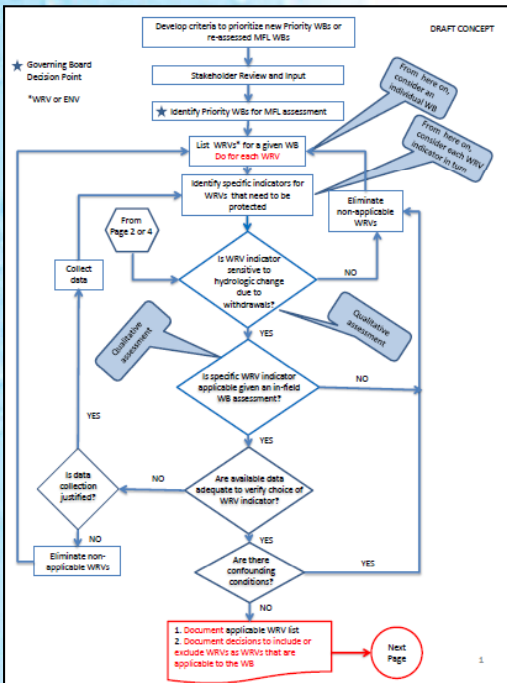 Develop criteria to prioritize new Priority WBs or
re-assessed MFL WBs
DRAFT CONCEPT
★ Governing Board
Decision Point
*WRV or ENV
Stakeholder Review and Input
★ Identify Priority WBs for MFL assessment
From here on,
consider an
individual WB
List WRVs* for a given WB
Do for each WRV
From here on,
consider each WRV
indicator in turn
Identify specific indicators for
WRVs that need to be
protected
Eliminate
non-applicable
WRVs
From
Page 2 or 4
Collect
data
Is WRV indicator
sensitive to
hydrologic change
due to
withdrawals?
NO
YES
Qualitative
assessment
Qualitative
assessment
Is specific WRV indicator
applicable given an in-field
WB assessment?
NO
YES
YES
Is data
collection
justified?
NO
Are available data
adequate to verify choice of
WRV indicator?
NO
YES
Eliminate non-
applicable WRVs
Are there
confounding
conditions?
YES
NO
1. Document applicable WRV list
2. Document decisions to include or
exclude WRVs as WRVs that are
applicable to the WB
Next
Page
1